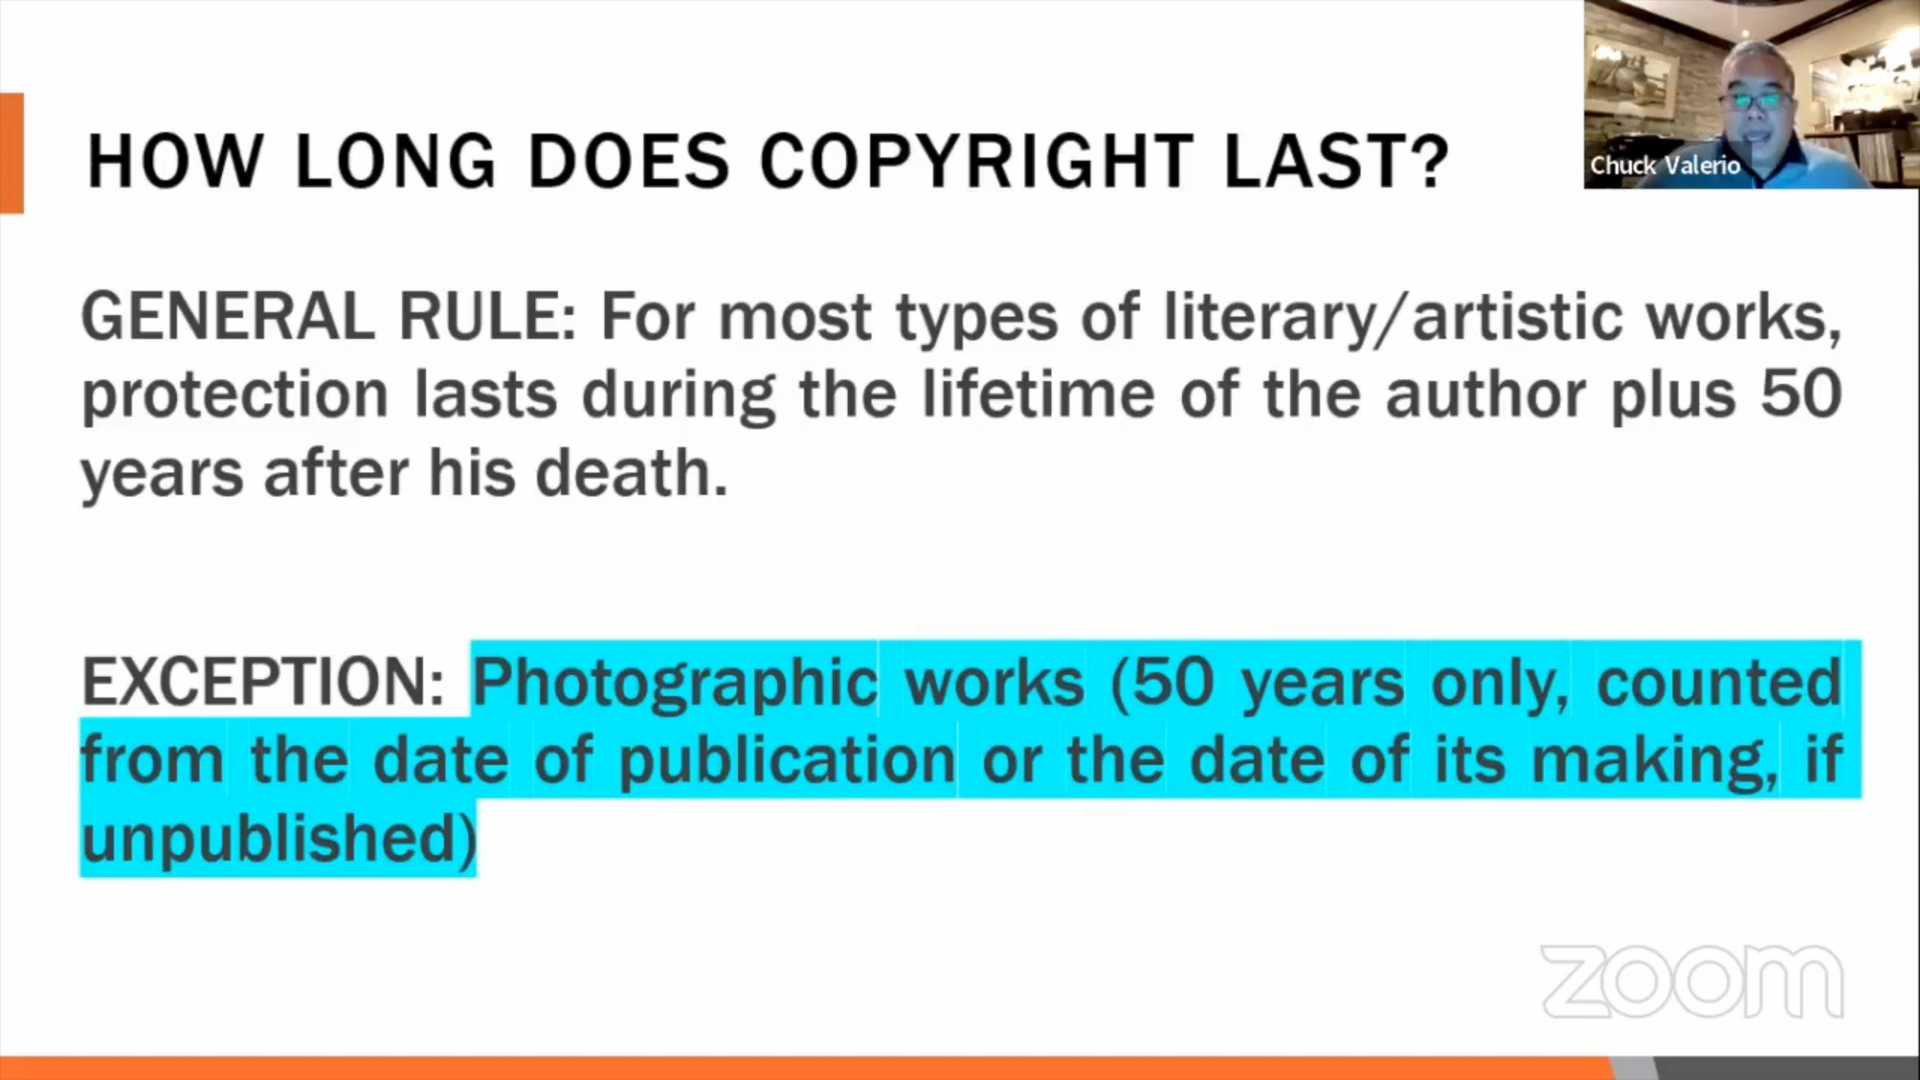 HOW LONG DOES COPYRIGHT LAST?
Chuck Valerio
GENERAL RULE: For most types of literary/artistic works,
protection lasts during the lifetime of the author plus 50
years after his death.
EXCEPTION: Photographic works (50 years only, counted
from the date of publication or the date of its making, if
unpublished)
zoom